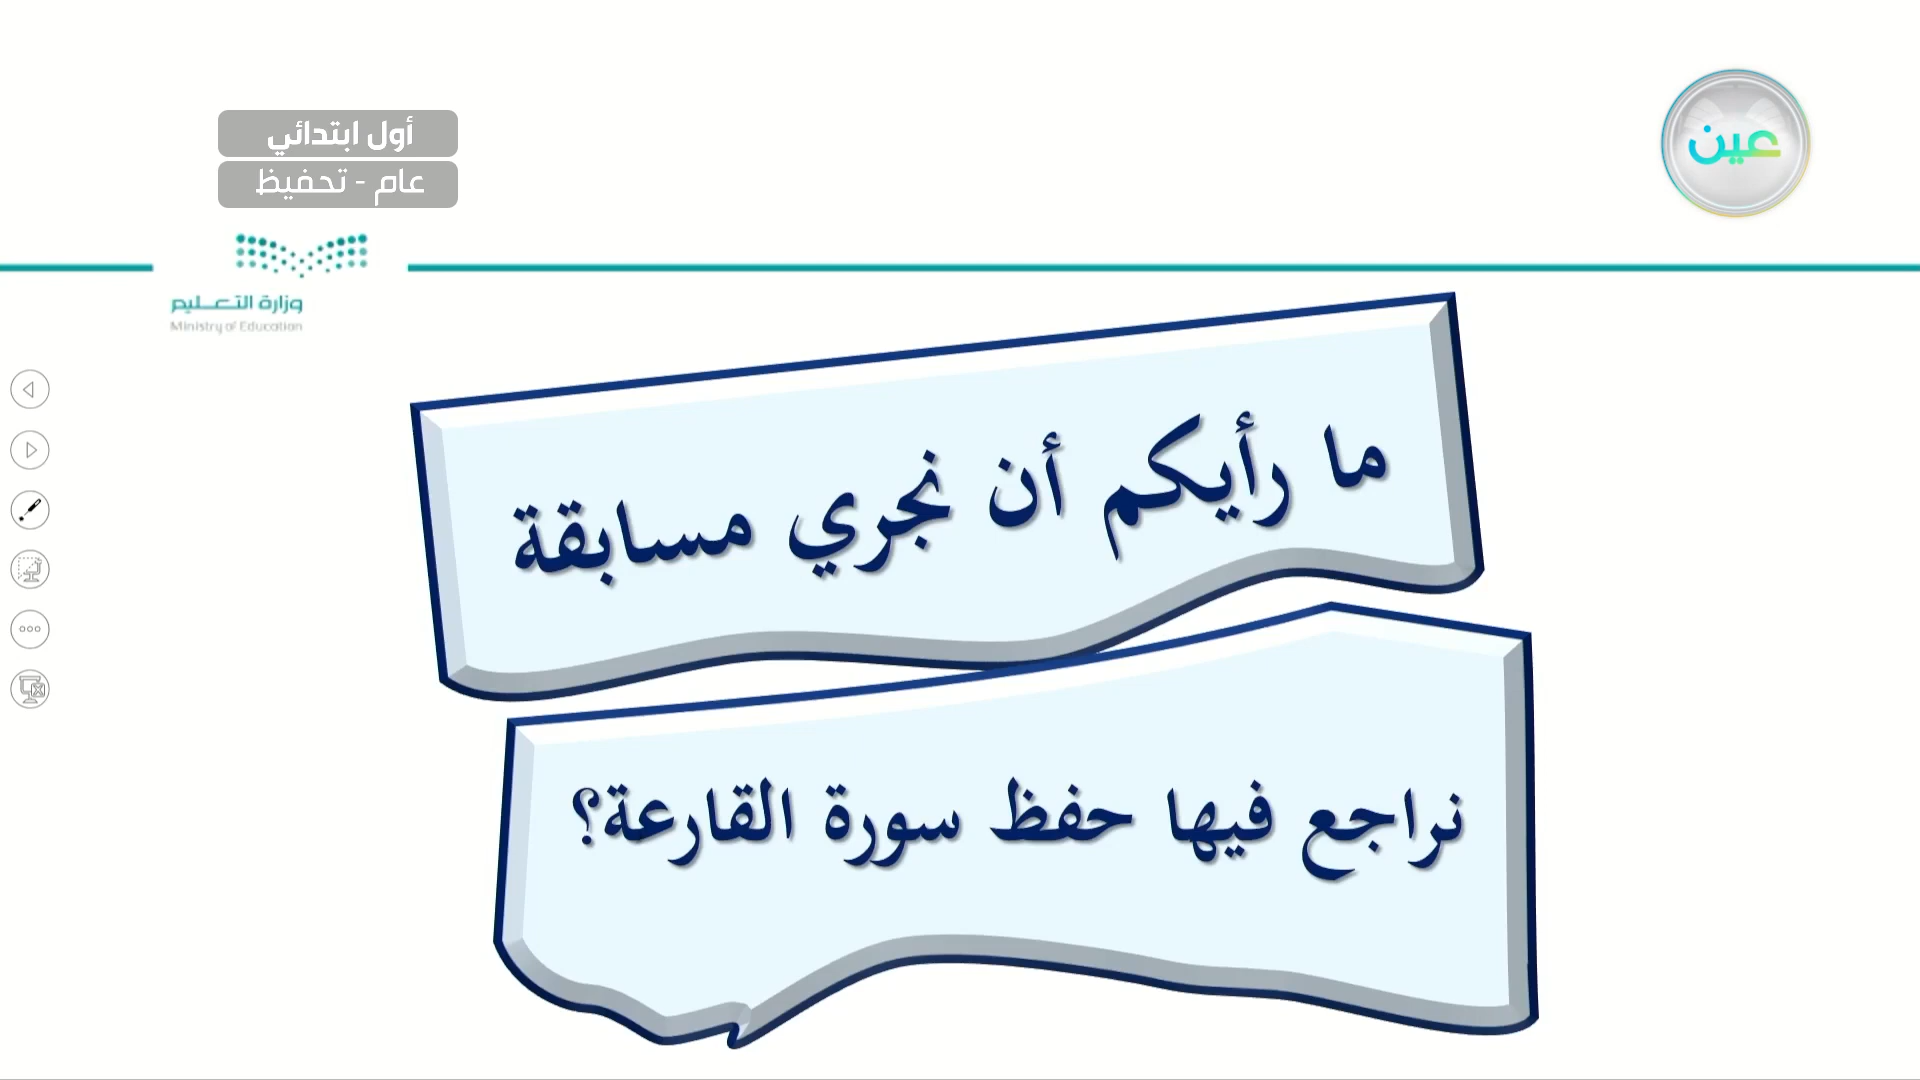 أول ابتدائي
عام - تحفيظ
عين
وزارة التعـليم
Ministry of Education
ما رأيكم أن نجري مسابقة
نراجع فيها حفظ سورة القارعة؟